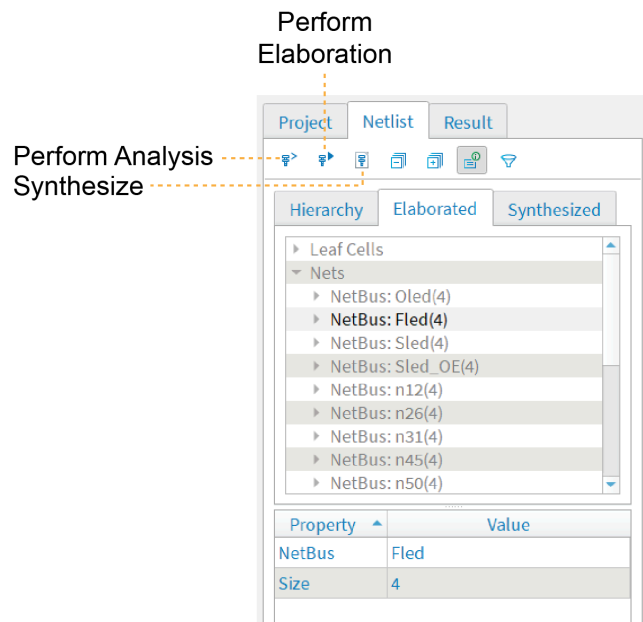 Perform
Elaboration
Project Netlist Result
Perform Analysis
Synthesize
Hierarchy Elaborated Synthesized
Leaf Cells
Nets
NetBus: Oled(4)
NetBus: Fled(4)
NetBus: Sled(4)
NetBus: Sled_OE(4)
NetBus: n12(4)
NetBus: n26(4)
NetBus: n31(4)
NetBus: n45(4)
NetBus: n50(4)
Property Value
NetBus Fled
Size 4